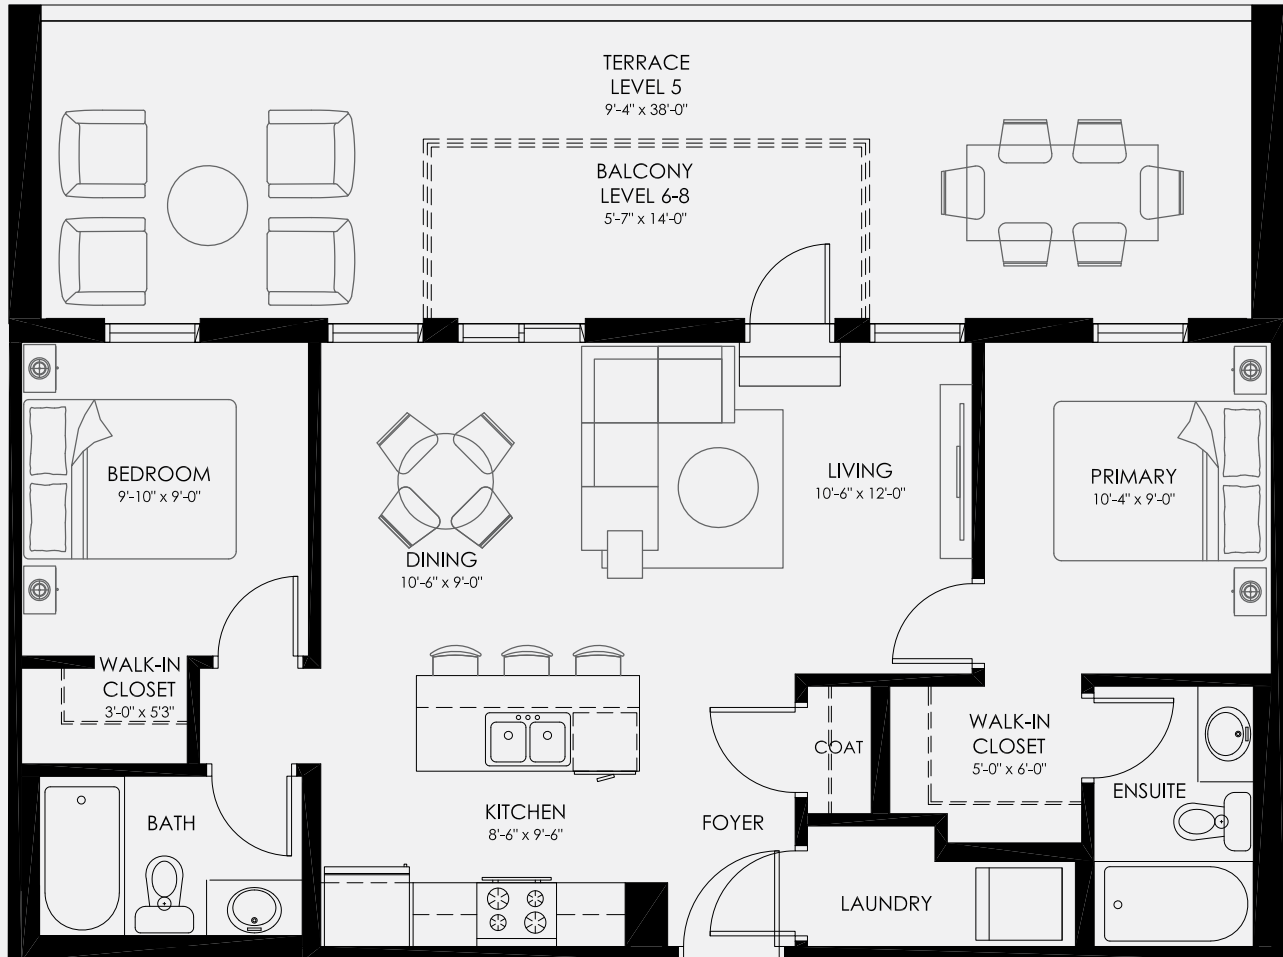 TERRACE
LEVEL 5
9'-4" x 38'-0"
BALCONY
LEVEL 6-8
5'-7" x 14'-0"
BEDROOM
9'-10" x 9'-0"
DINING
10'-6" x 9'-0"
LIVING
10'-6" x 12'-0"
PRIMARY
10'-4" x 9'-0"
WALK-IN
CLOSET
3'-0" x 5'3"
COAT
WALK-IN
CLOSET
5'-0" x 6'-0"
ENSUITE
BATH
KITCHEN
8'-6" x 9'-6"
FOYER
LAUNDRY